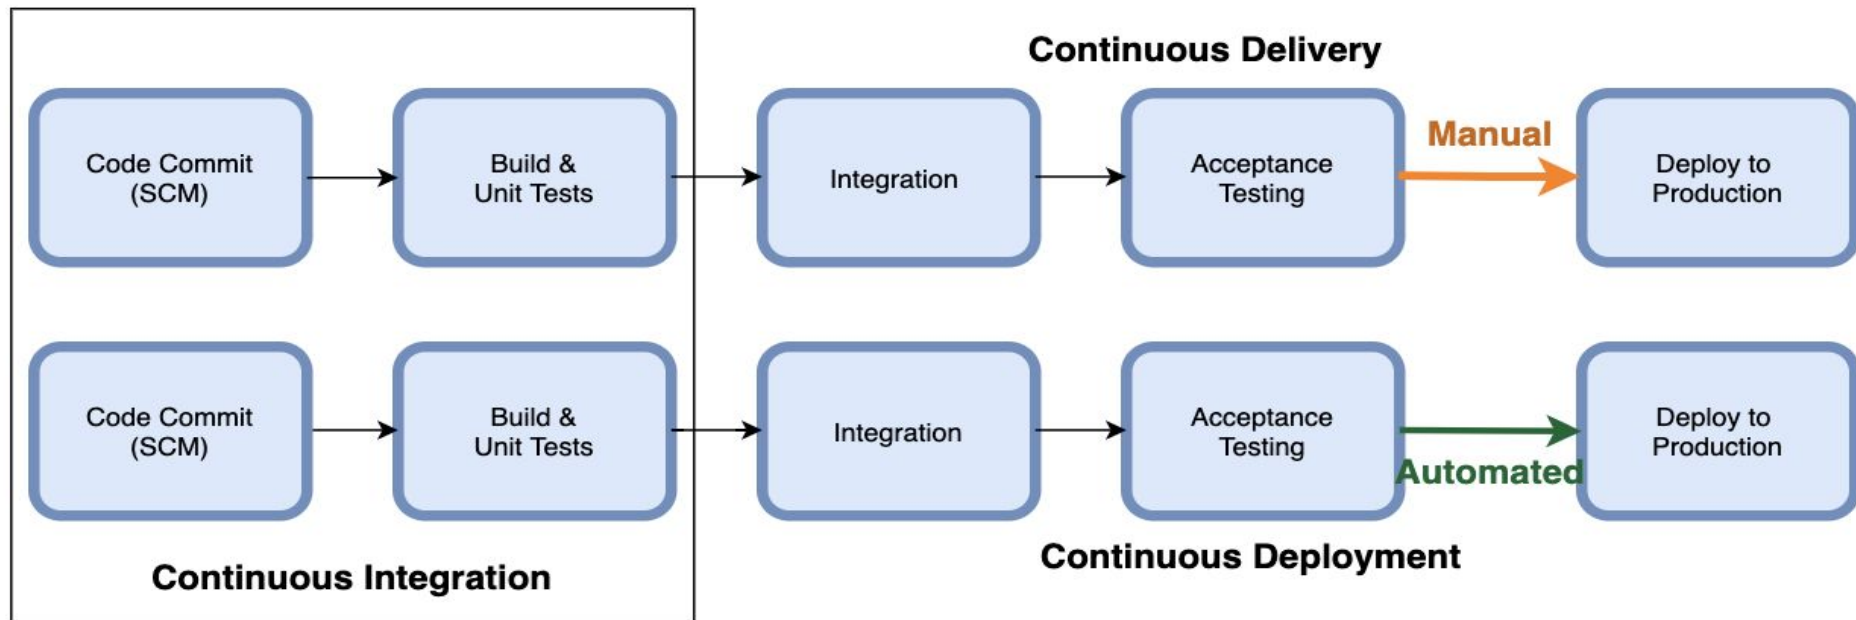 Continuous Delivery
Code Commit
(SCM)
Build &
Unit Tests
Integration
Acceptance
Testing
Manual
Deploy to
Production
Code Commit
(SCM)
Build &
Unit Tests
Integration
Acceptance
Testing
Automated
Deploy to
Production
Continuous Integration
Continuous Deployment